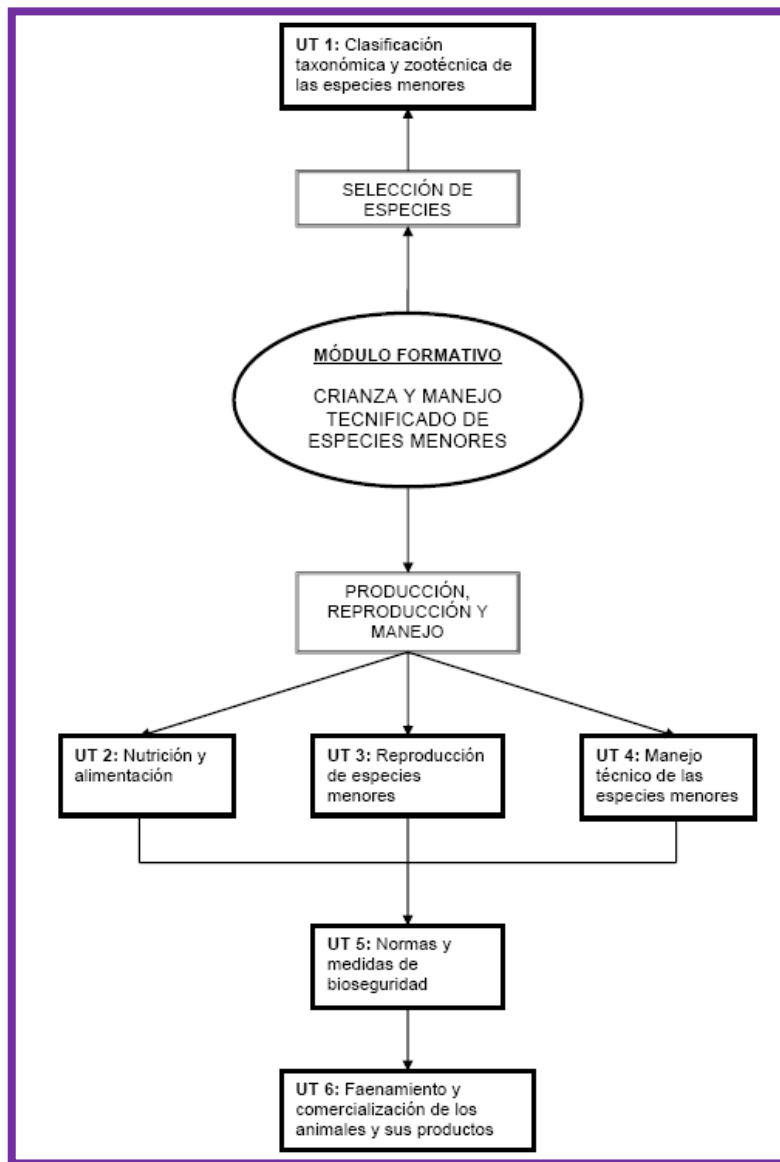 UT 1: Clasificación
taxonómica y zootécnica de
las especies menores
SELECCIÓN DE
ESPECIES
MÓDULO FORMATIVO
CRIANZA Y MANEJO
TECNIFICADO DE
ESPECIES MENORES
PRODUCCIÓN,
REPRODUCCIÓN Y
MANEJO
UT 2: Nutrición y
alimentación
UT 3: Reproducción
de especies
menores
UT 4: Manejo
técnico de las
especies menores
UT 5: Normas y
medidas de
bioseguridad
UT 6: Faenamiento y
comercialización de los
animales y sus productos